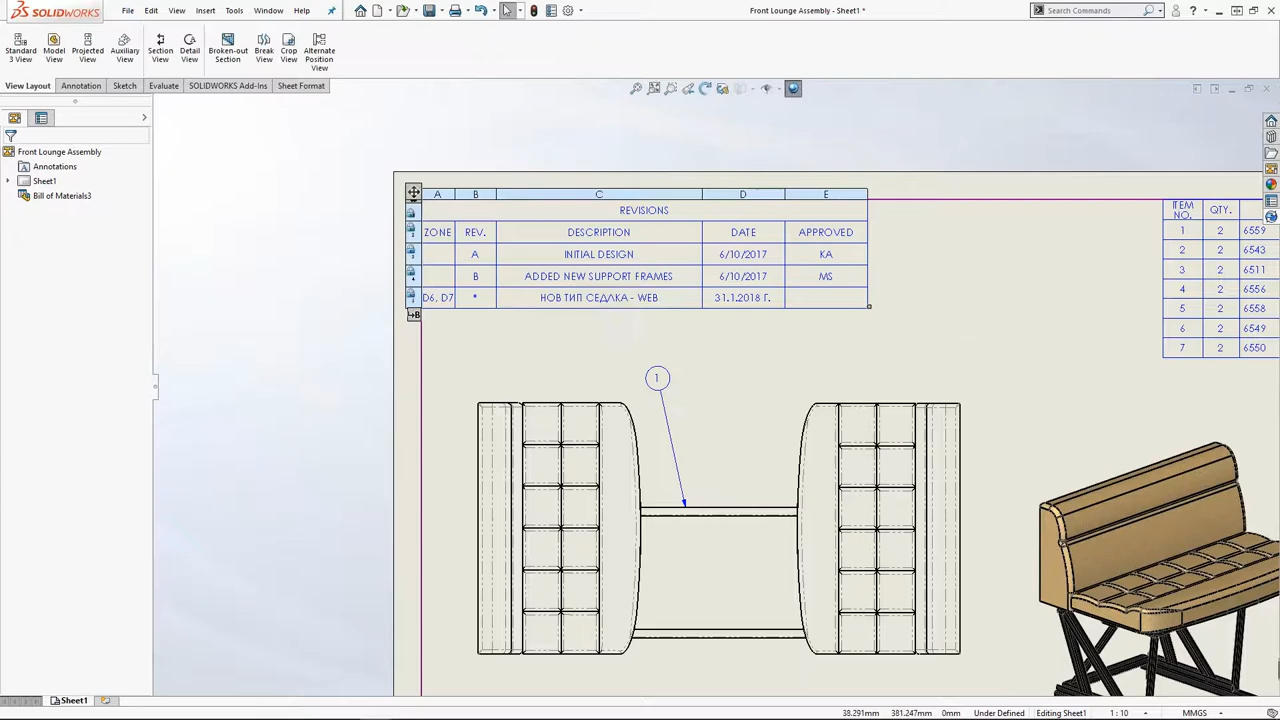 SOLIDWORKS File Edit View Insert Tools Window Help Front Lounge Assembly - Sheet1 * Search Commands
Standard 3 View
Model View
Projected View
Auxiliary View
Section View
Detail View
Broken-out Section
Break View
Crop View
Alternate Position View
View Layout Annotation Sketch Evaluate SOLIDWORKS Add-Ins Sheet Format
Front Lounge Assembly
Annotations
Sheet1
Bill of Materials3
A B C D E
REVISIONS
ZONE REV. DESCRIPTION DATE APPROVED
A INITIAL DESIGN 6/10/2017 KA
B ADDED NEW SUPPORT FRAMES 6/10/2017 MS
D6, D7 * НОВ ТИП СЕДЛКА - WEB 31.1.2018 Г.
B
ITEM NO. QTY.
1 2 6559
2 2 6543
3 2 6511
4 2 6556
5 2 6558
6 2 6549
7 2 6550
1
Sheet1
38.291mm 381.247mm 0mm Under Defined Editing Sheet1 1 : 10 MMGS